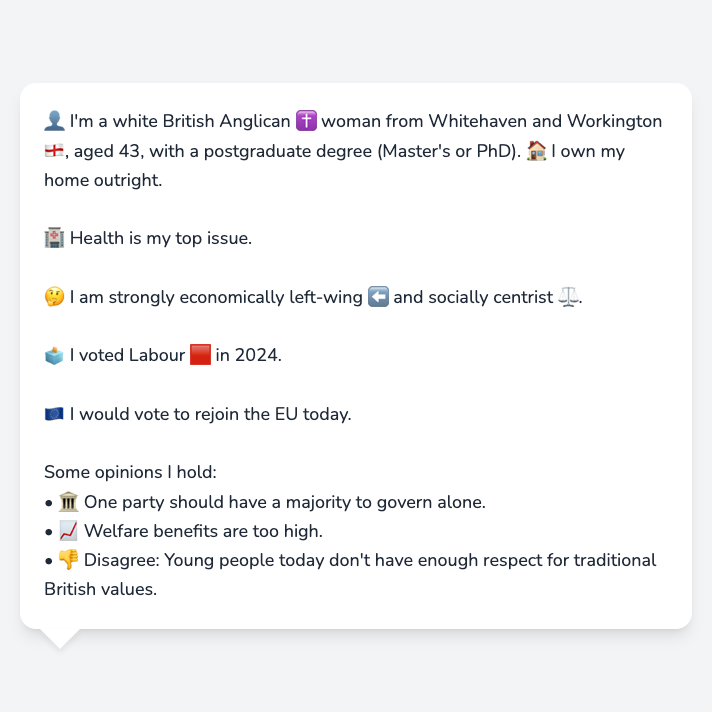 👤 I'm a white British Anglican ✝️ woman from Whitehaven and Workington
🏴󠁧󠁢󠁥󠁮󠁧󠁿, aged 43, with a postgraduate degree (Master's or PhD). 🏠 I own my
home outright.
🏥 Health is my top issue.
🤔 I am strongly economically left-wing ⬅️ and socially centrist ⚖️.
🗳️ I voted Labour 🟥 in 2024.
🇪🇺 I would vote to rejoin the EU today.
Some opinions I hold:
• 🏛️ One party should have a majority to govern alone.
• 📈 Welfare benefits are too high.
• 👎 Disagree: Young people today don't have enough respect for traditional
British values.